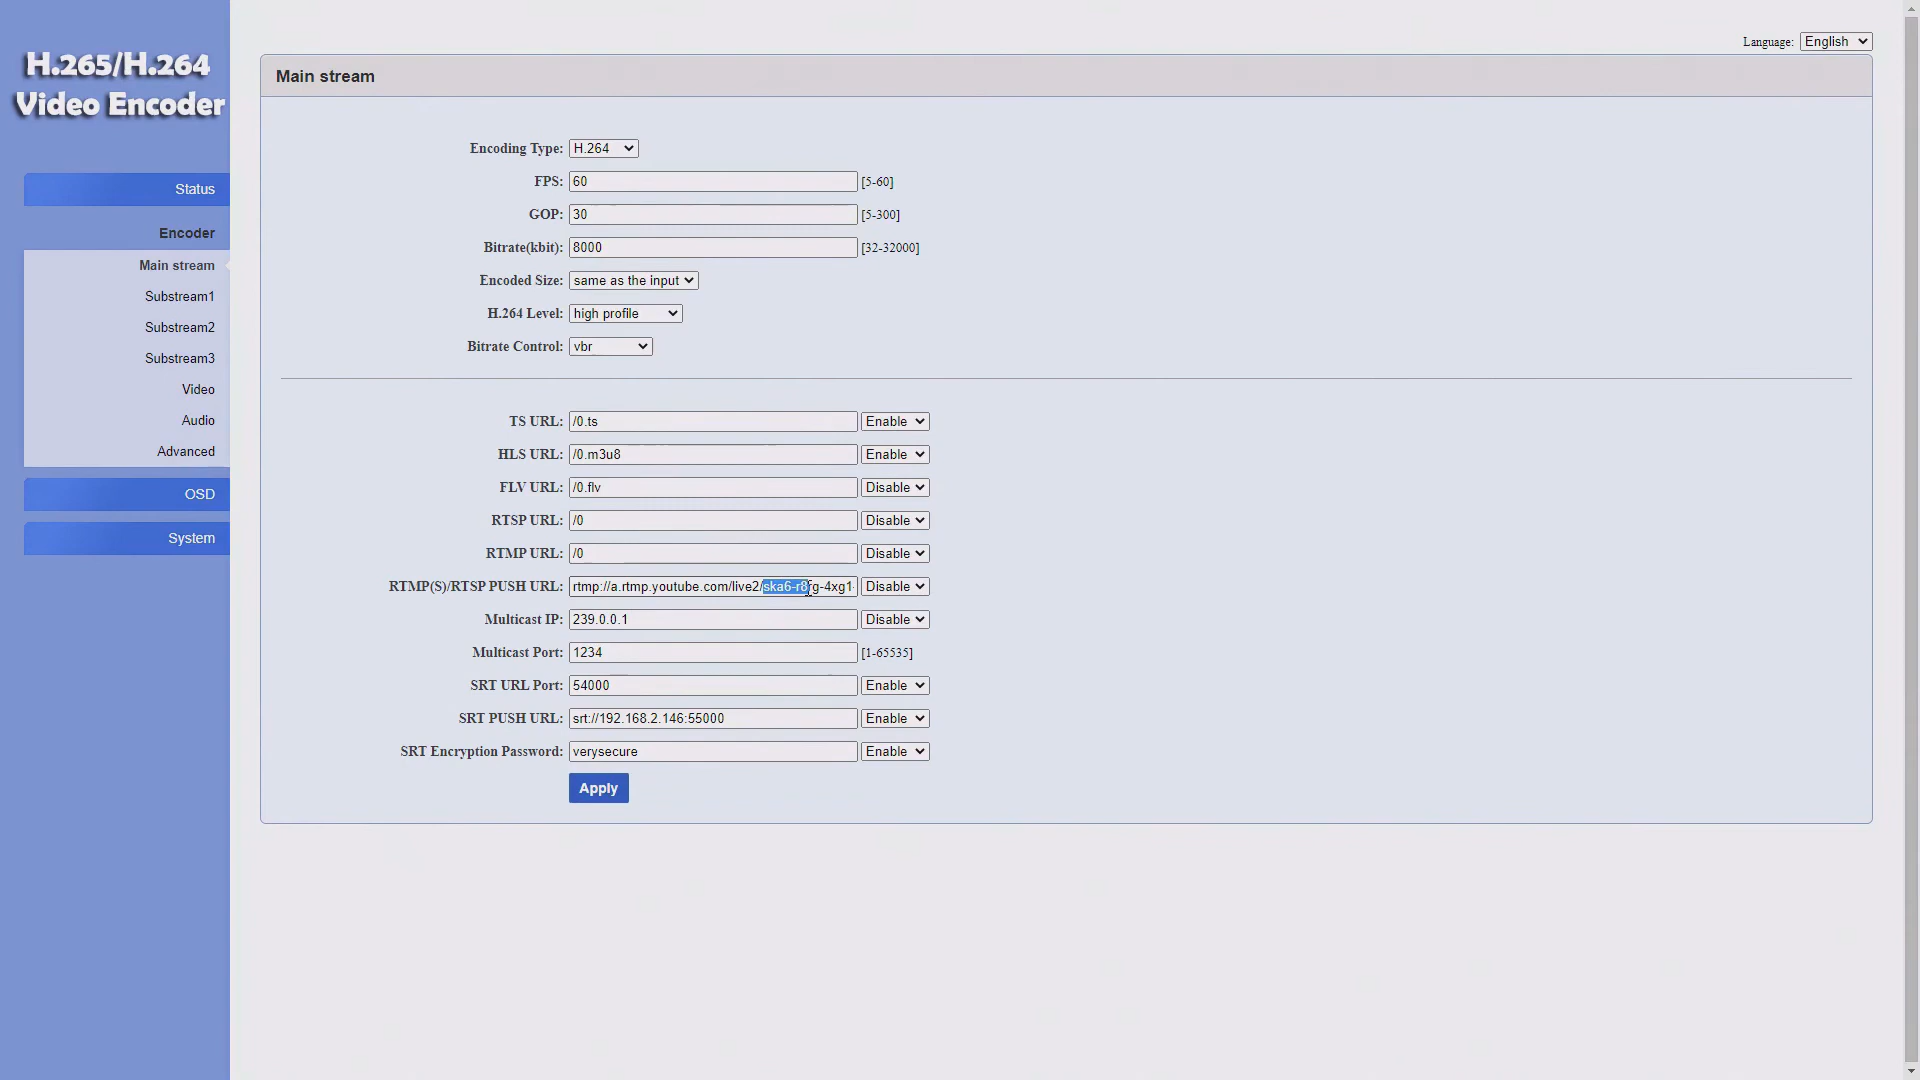 Language: English
H.265/H.264
Video Encoder
Main stream
Encoding Type: H.264
FPS: 60 [5-60]
Status
GOP: 30 [5-300]
Encoder
Bitrate(kbit): 8000 [32-32000]
Main stream
Encoded Size: same as the input
Substream1
H.264 Level: high profile
Substream2
Bitrate Control: vbr
Substream3
Video
Audio
TS URL: /0.ts Enable
Advanced
HLS URL: /0.m3u8 Enable
OSD
FLV URL: /0.flv Disable
RTSP URL: /0 Disable
System
RTMP URL: /0 Disable
RTMP(S)/RTSP PUSH URL: rtmp://a.rtmp.youtube.com/live2/ska6-r8fg-4xg1- Disable
Multicast IP: 239.0.0.1 Disable
Multicast Port: 1234 [1-65535]
SRT URL Port: 54000 Enable
SRT PUSH URL: srt://192.168.2.146:55000 Enable
SRT Encryption Password: verysecure Enable
Apply